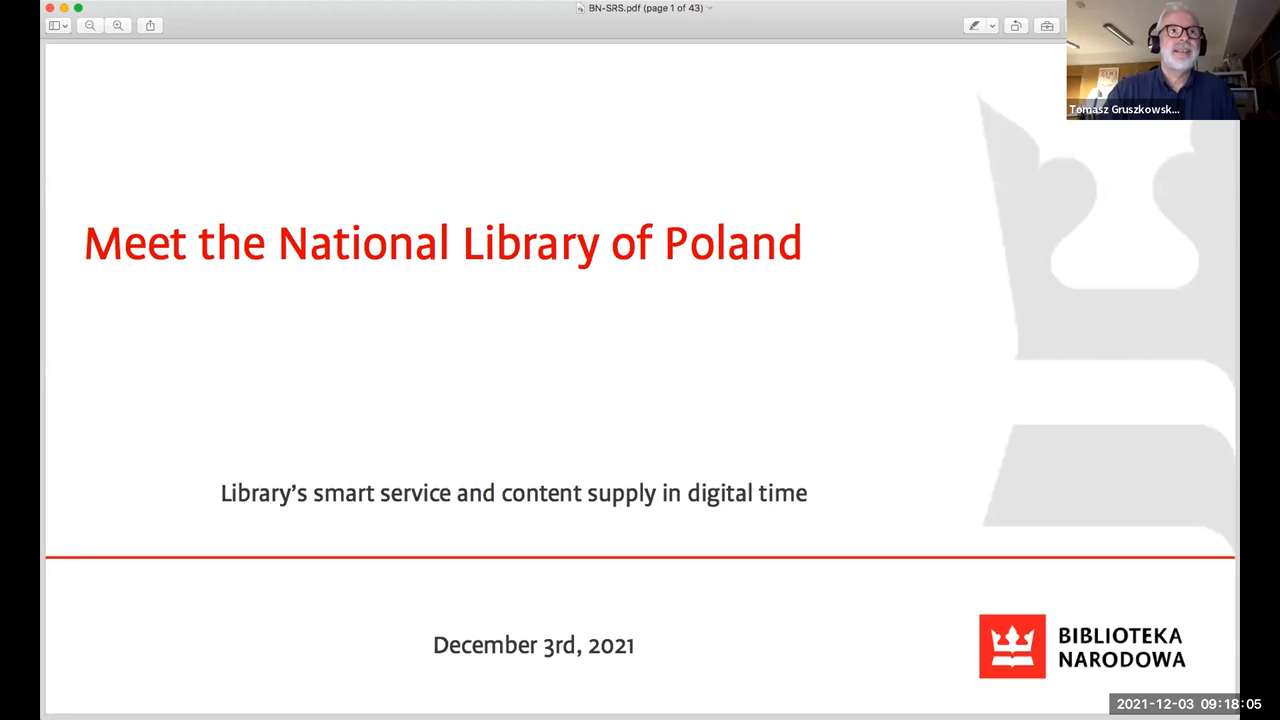 BN-SRS.pdf (page 1 of 43)
Tomasz Gruszkowsk...
Meet the National Library of Poland
Library's smart service and content supply in digital time
December 3rd, 2021
BIBLIOTEKA
NARODOWA
2021-12-03 09:18:05